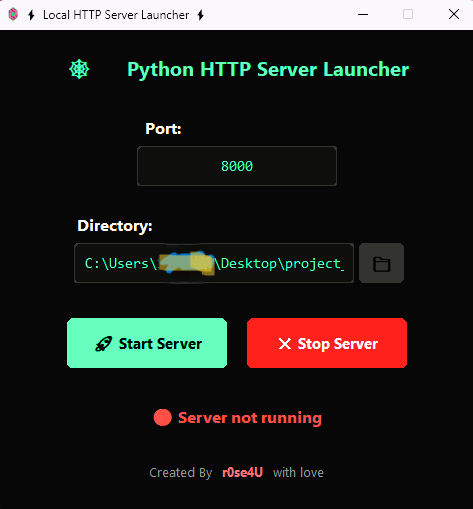 Local HTTP Server Launcher
Python HTTP Server Launcher
Port:
8000
Directory:
C:\Users\ \Desktop\project_
Start Server
Stop Server
Server not running
Created By r0se4U with love